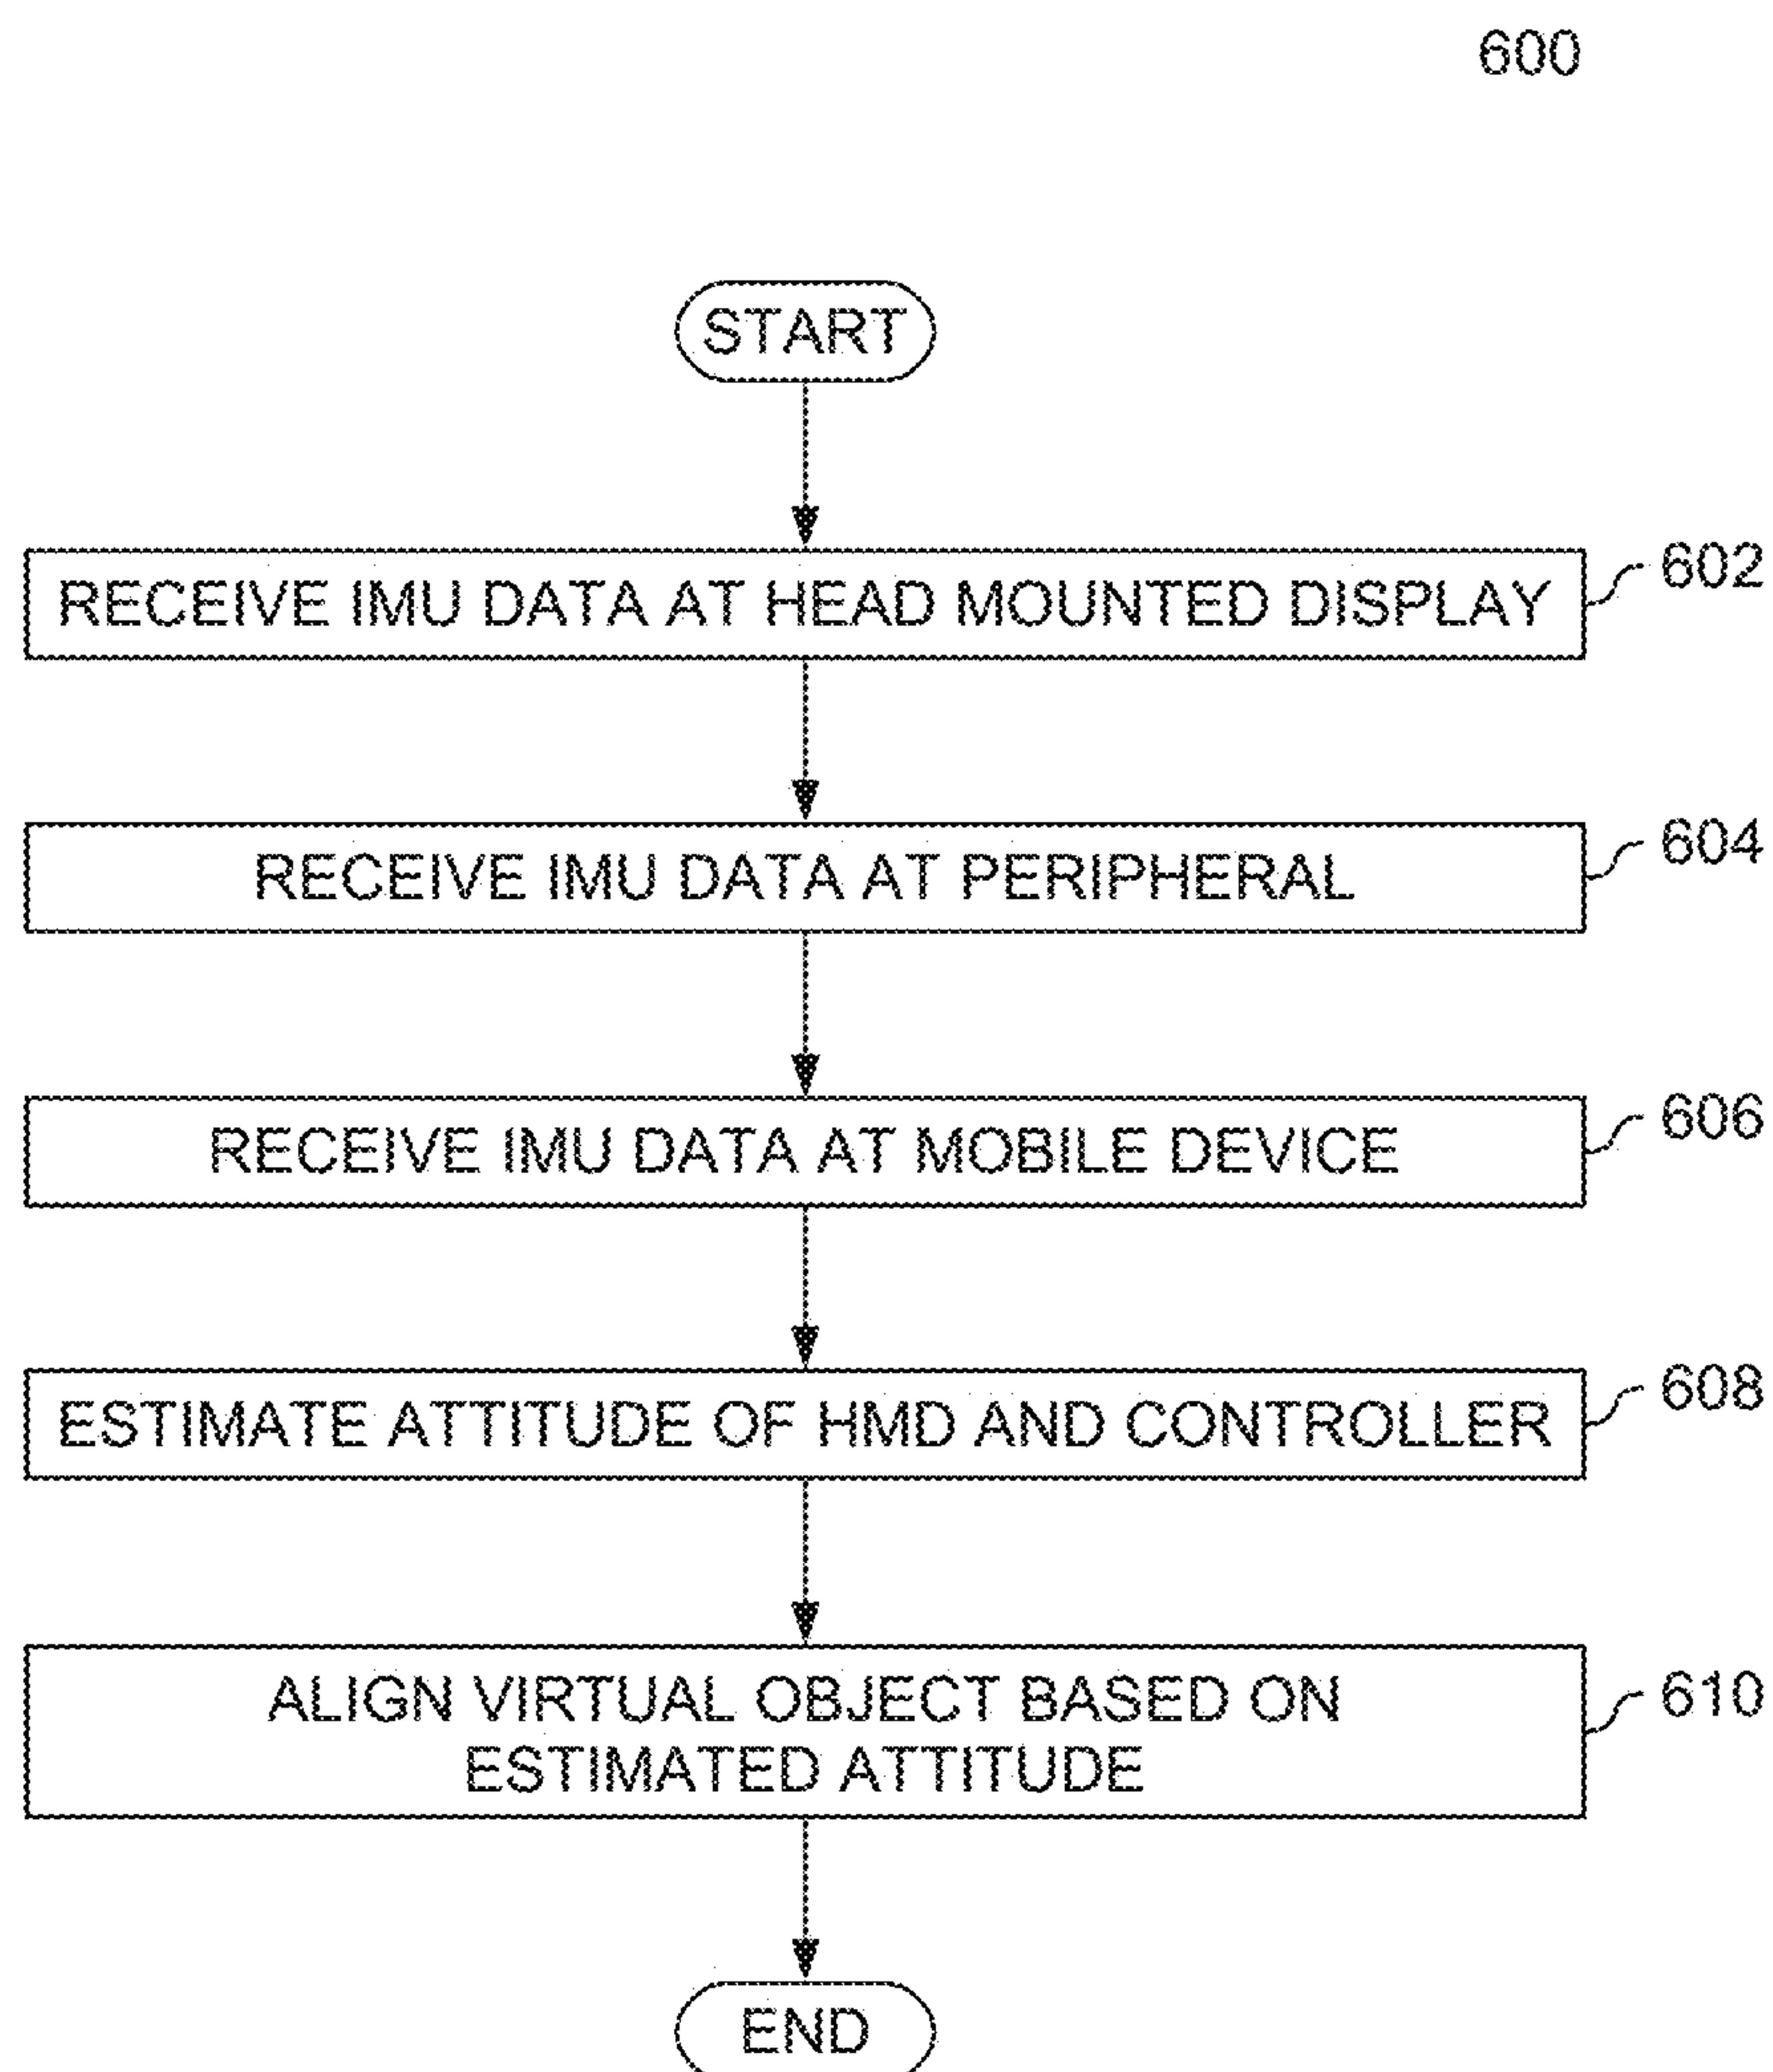 600
START
RECEIVE IMU DATA AT HEAD MOUNTED DISPLAY
602
RECEIVE IMU DATA AT PERIPHERAL
604
RECEIVE IMU DATA AT MOBILE DEVICE
606
ESTIMATE ATTITUDE OF HMD AND CONTROLLER
608
ALIGN VIRTUAL OBJECT BASED ON
ESTIMATED ATTITUDE
610
END